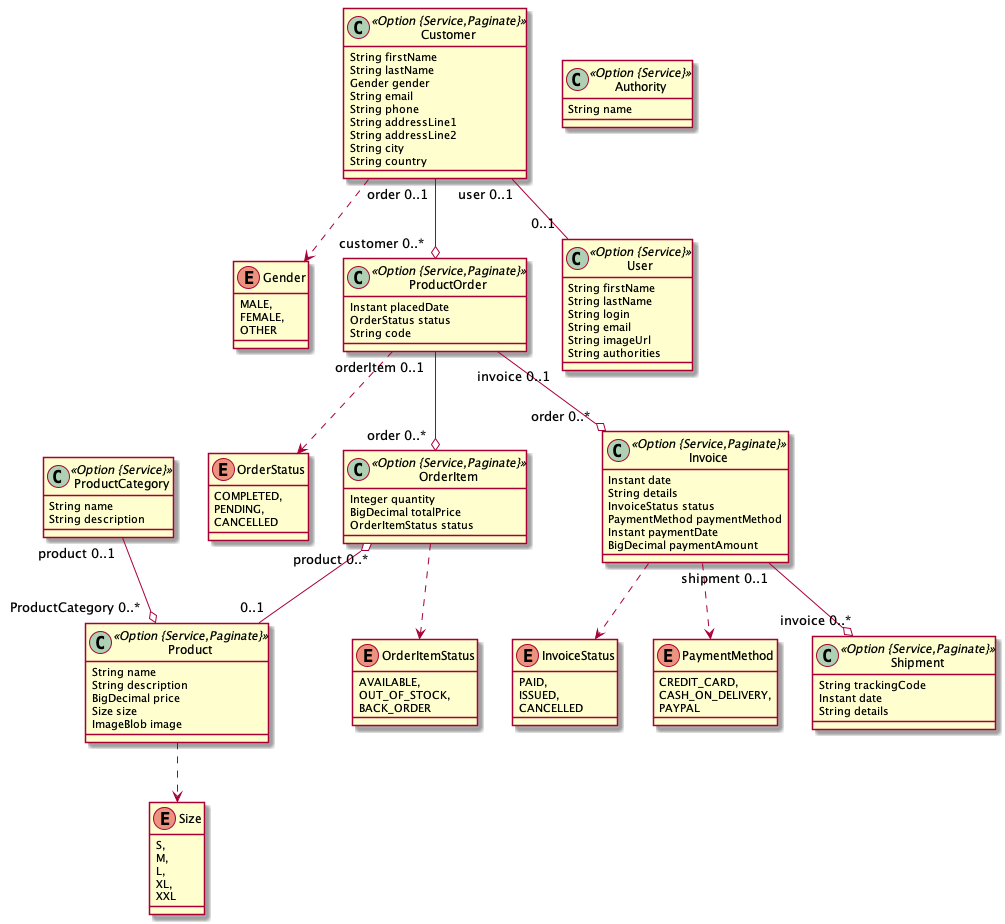 C «Option {Service,Paginate}»
Customer
String firstName
String lastName
Gender gender
String email
String phone
String addressLine1
String addressLine2
String city
String country
C «Option {Service}»
Authority
String name
order 0..1
user 0..1
customer 0..*
0..1
E Gender
MALE,
FEMALE,
OTHER
C «Option {Service,Paginate}»
ProductOrder
Instant placedDate
OrderStatus status
String code
C «Option {Service}»
User
String firstName
String lastName
String login
String email
String imageUrl
String authorities
orderItem 0..1
invoice 0..1
order 0..*
order 0..*
E OrderStatus
COMPLETED,
PENDING,
CANCELLED
C «Option {Service,Paginate}»
OrderItem
Integer quantity
BigDecimal totalPrice
OrderItemStatus status
C «Option {Service,Paginate}»
Invoice
Instant date
String details
InvoiceStatus status
PaymentMethod paymentMethod
Instant paymentDate
BigDecimal paymentAmount
C «Option {Service}»
ProductCategory
String name
String description
product 0..1
product 0..*
shipment 0..1
ProductCategory 0..*
0..1
invoice 0..*
C «Option {Service,Paginate}»
Product
String name
String description
BigDecimal price
Size size
ImageBlob image
E OrderItemStatus
AVAILABLE,
OUT_OF_STOCK,
BACK_ORDER
E InvoiceStatus
PAID,
ISSUED,
CANCELLED
E PaymentMethod
CREDIT_CARD,
CASH_ON_DELIVERY,
PAYPAL
C «Option {Service,Paginate}»
Shipment
String trackingCode
Instant date
String details
E Size
S,
M,
L,
XL,
XXL